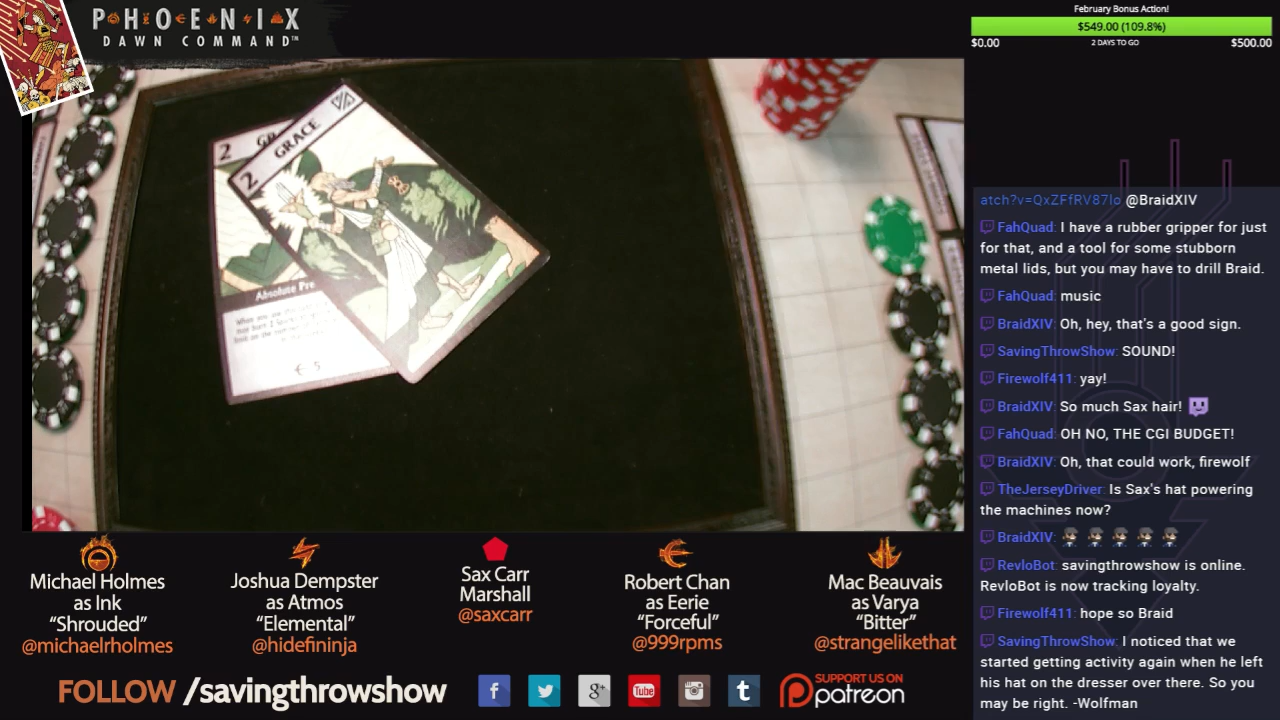 PHOENIX
DAWN COMMAND™
February Bonus Action!
$549.00 (109.8%)
$0.00
2 DAYS TO GO
$500.00
2
GR
2
GRACE
Absolute Pre
5
atch?v=QxZFfRV87lo @BraidXIV
FahQuad: I have a rubber gripper for just
for that, and a tool for some stubborn
metal lids, but you may have to drill Braid.
FahQuad: music
BraidXIV: Oh, hey, that's a good sign.
SavingThrowShow: SOUND!
Firewolf411: yay!
BraidXIV: So much Sax hair!
FahQuad: OH NO, THE CGI BUDGET!
BraidXIV: Oh, that could work, firewolf
TheJerseyDriver: Is Sax's hat powering
the machines now?
BraidXIV:
RevloBot: savingthrowshow is online.
RevloBot is now tracking loyalty.
Firewolf411: hope so Braid
SavingThrowShow: I noticed that we
started getting activity again when he left
his hat on the dresser over there. So you
may be right. -Wolfman
Michael Holmes
as Ink
“Shrouded”
@michaelrholmes
Joshua Dempster
as Atmos
“Elemental”
@hidefininja
Sax Carr
Marshall
@saxcarr
Robert Chan
as Eerie
“Forceful”
@999rpms
Mac Beauvais
as Varya
“Bitter”
@strangelikethat
FOLLOW /savingthrowshow
f
g+
You Tube
t
SUPPORT US ON
patreon